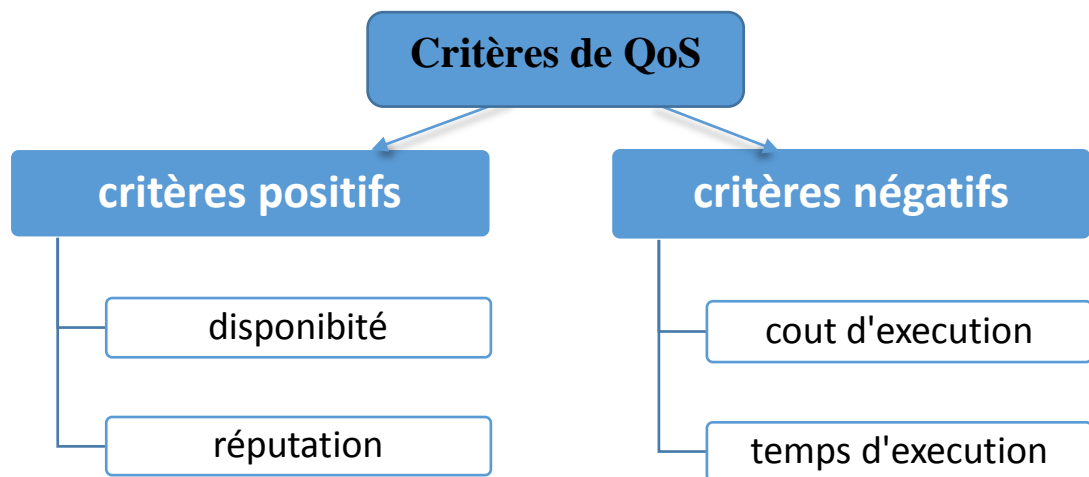 Critères de QoS
critères positifs
disponibité
réputation
critères négatifs
cout d'execution
temps d'execution